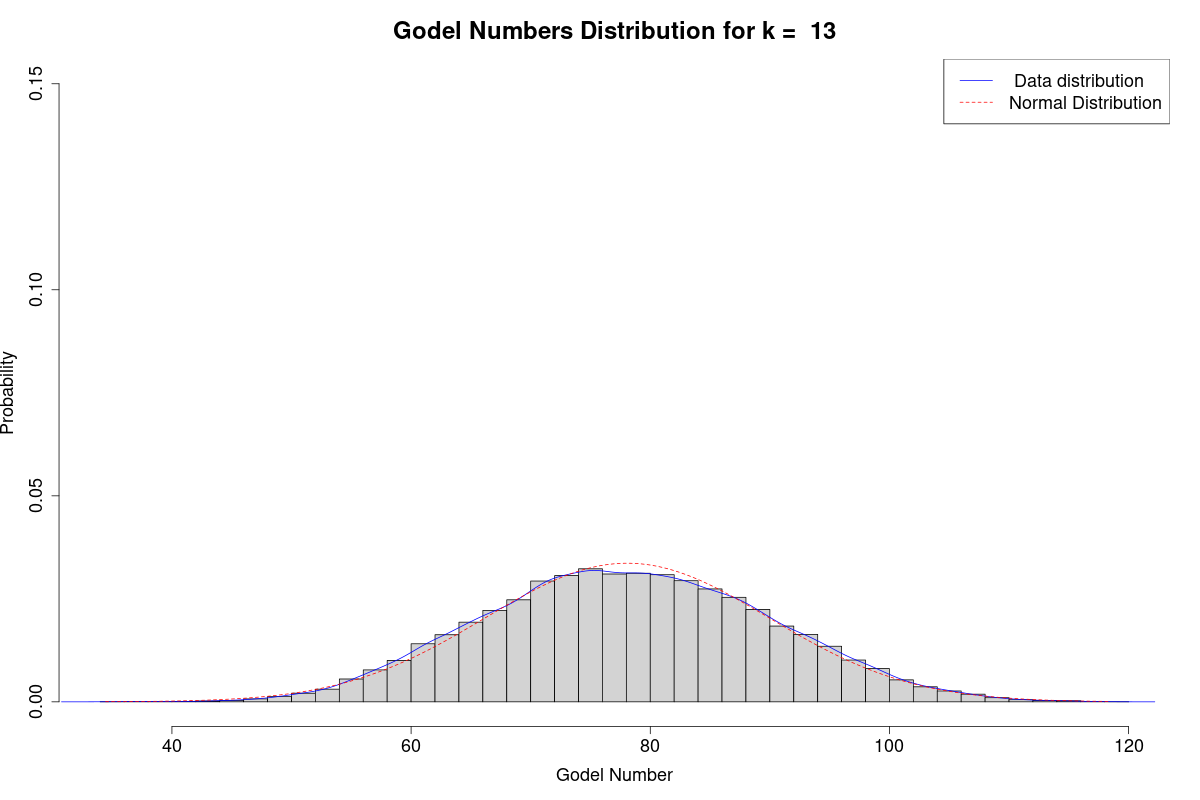 Godel Numbers Distribution for k =  13
Data distribution
Normal Distribution
Probability
0.15
0.10
0.05
0.00
40 60 80 100 120
Godel Number